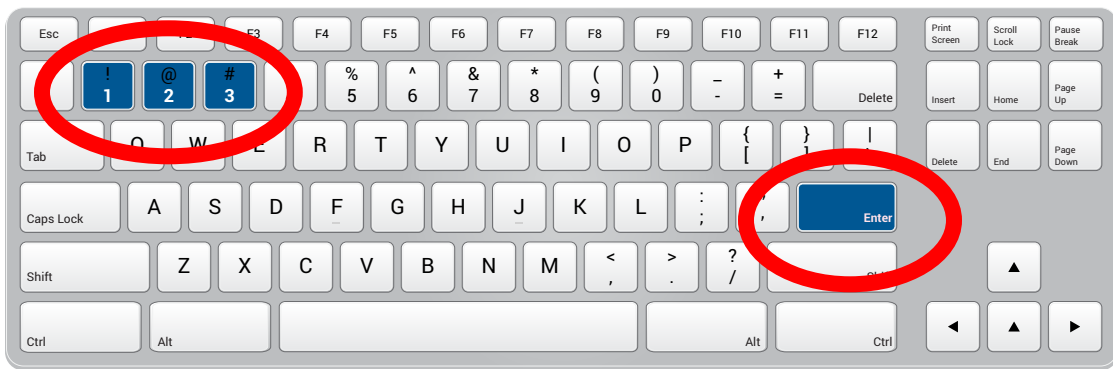 Esc F3 F4 F5 F6 F7 F8 F9 F10 F11 F12 Print Screen Scroll Lock Pause Break
! @ # % ^ & * ( ) _ +
1 2 3 5 6 7 8 9 0 - = Delete Insert Home Page Up
Tab W E R T Y U I O P { [ } ] | Delete End Page Down
Caps Lock A S D F G H J K L : ; Enter
Shift Z X C V B N M < , > . ? /
Ctrl Alt Alt Ctrl